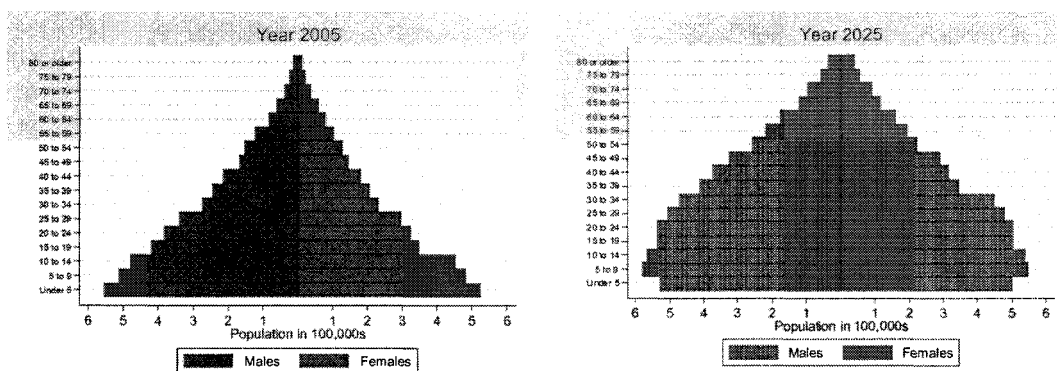 Year 2005
80 or older
75 to 79
70 to 74
65 to 69
60 to 64
55 to 59
50 to 54
45 to 49
40 to 44
35 to 39
30 to 34
25 to 29
20 to 24
15 to 19
10 to 14
5 to 9
Under 5
6 5 4 3 2 1 1 2 3 4 5 6
Population in 100,000s
Males Females
Year 2025
80 or older
75 to 79
70 to 74
65 to 69
60 to 64
55 to 59
50 to 54
45 to 49
40 to 44
35 to 39
30 to 34
25 to 29
20 to 24
15 to 19
10 to 14
5 to 9
Under 5
6 5 4 3 2 1 1 2 3 4 5 6
Population in 100,000s
Males Females